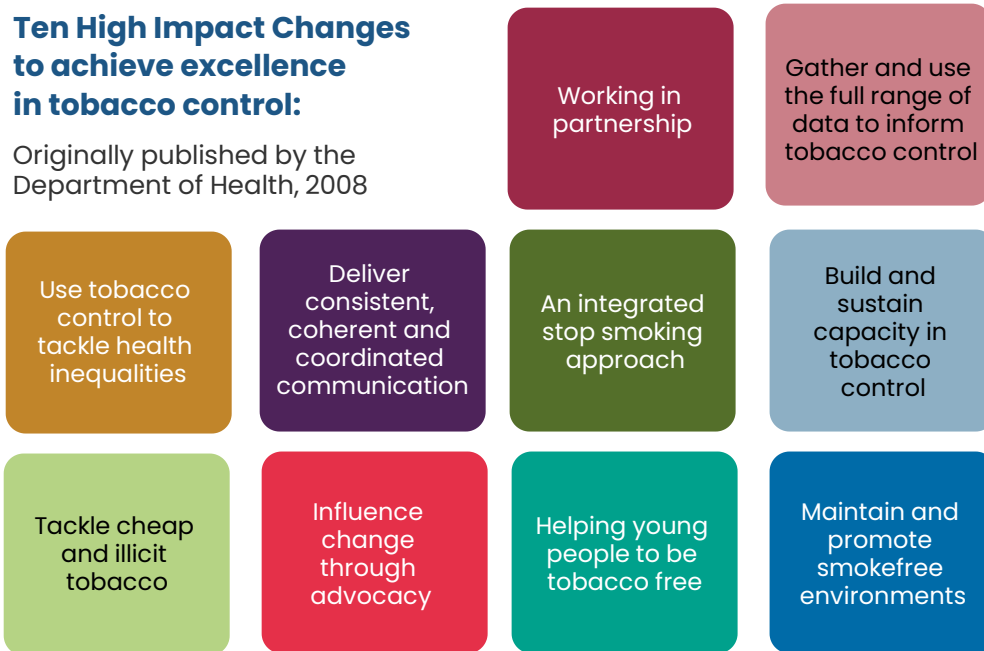 Ten High Impact Changes
to achieve excellence
in tobacco control:
Originally published by the
Department of Health, 2008
Working in
partnership
Gather and use
the full range of
data to inform
tobacco control
Use tobacco
control to
tackle health
inequalities
Deliver
consistent,
coherent and
coordinated
communication
An integrated
stop smoking
approach
Build and
sustain
capacity in
tobacco
control
Tackle cheap
and illicit
tobacco
Influence
change
through
advocacy
Helping young
people to be
tobacco free
Maintain and
promote
smokefree
environments